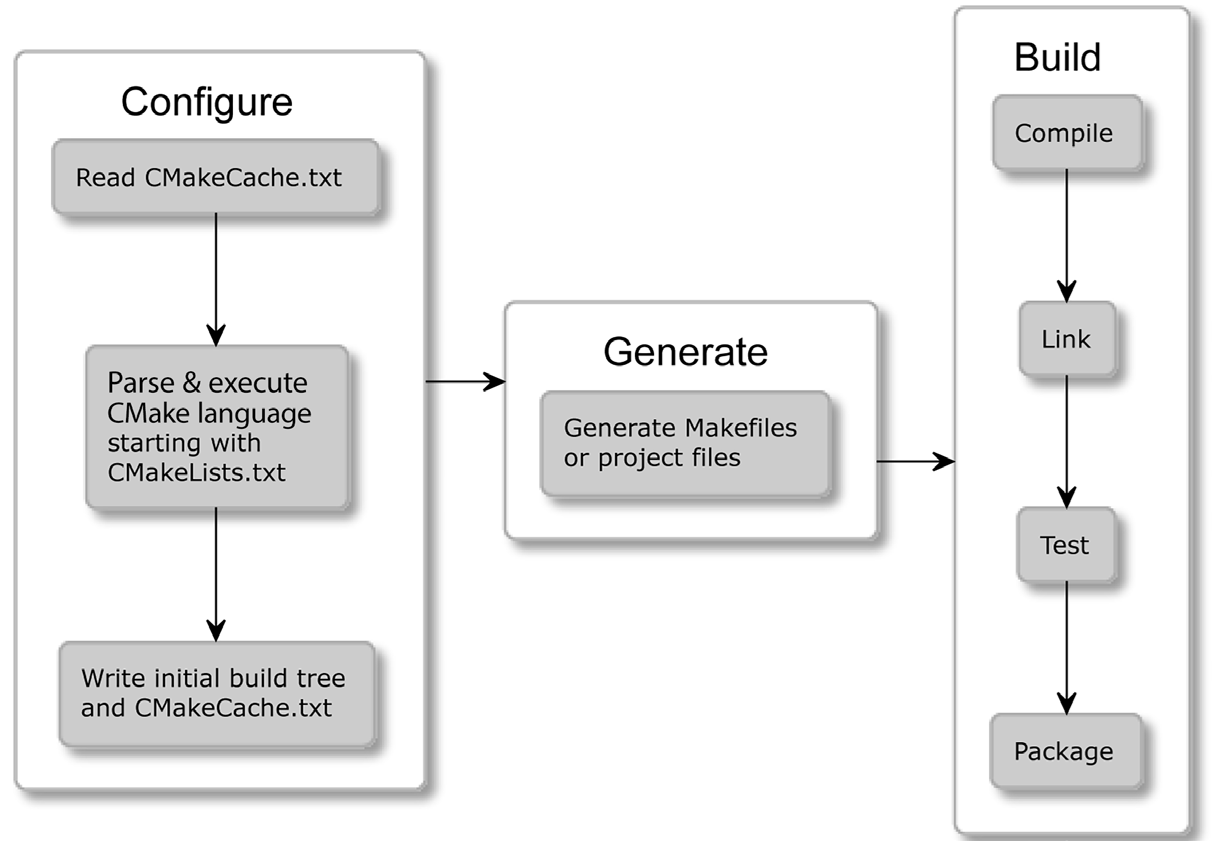 Configure
Read CMakeCache.txt
Parse & execute
CMake language
starting with
CMakeLists.txt
Write initial build tree
and CMakeCache.txt
Generate
Generate Makefiles
or project files
Build
Compile
Link
Test
Package